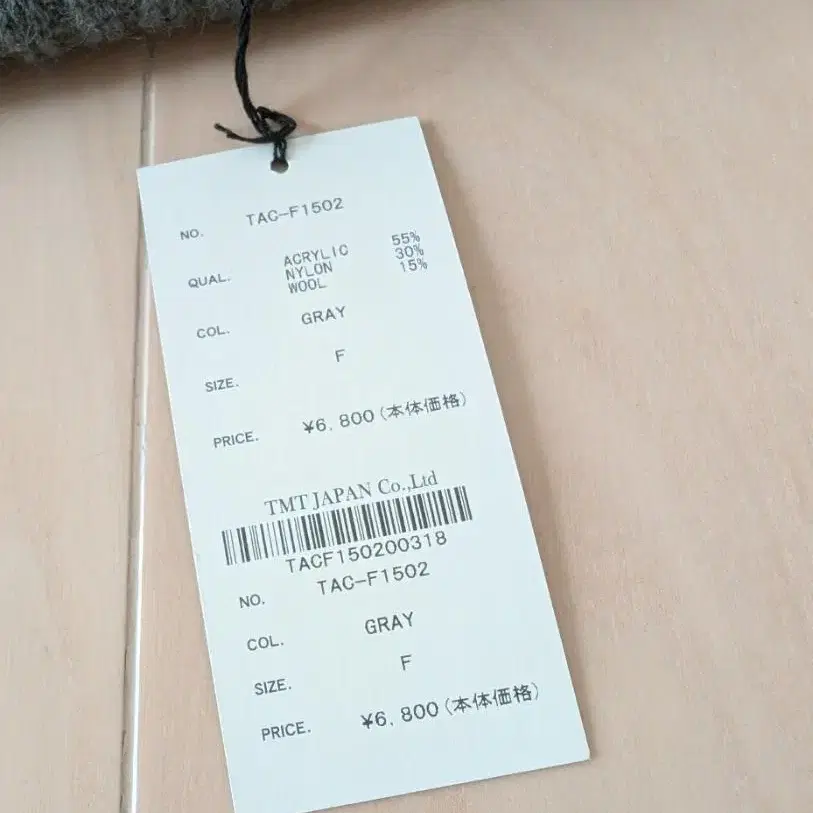 NO. TAC-F1502
QUAL. ACRYLIC 55%
NYLON 30%
WOOL 15%
COL. GRAY
SIZE. F
PRICE. ¥6,800(本体価格)
TMT JAPAN Co.,Ltd
TACF150200318
NO. TAC-F1502
COL. GRAY
SIZE. F
PRICE. ¥6,800(本体価格)